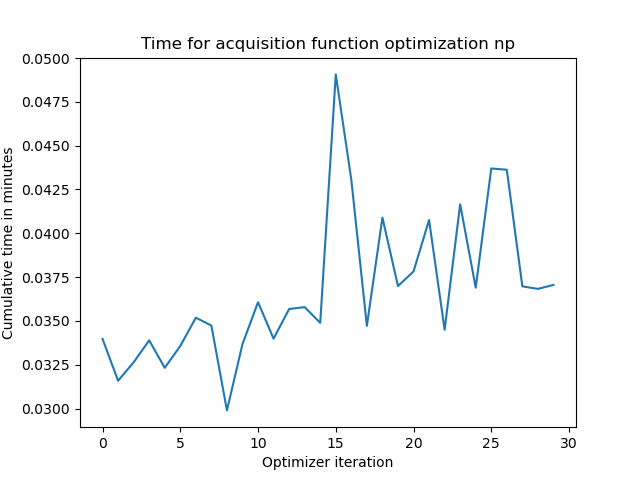 Time for acquisition function optimization np
0.0500
0.0475
0.0450
0.0425
0.0400
0.0375
0.0350
0.0325
0.0300
Cumulative time in minutes
0 5 10 15 20 25 30
Optimizer iteration